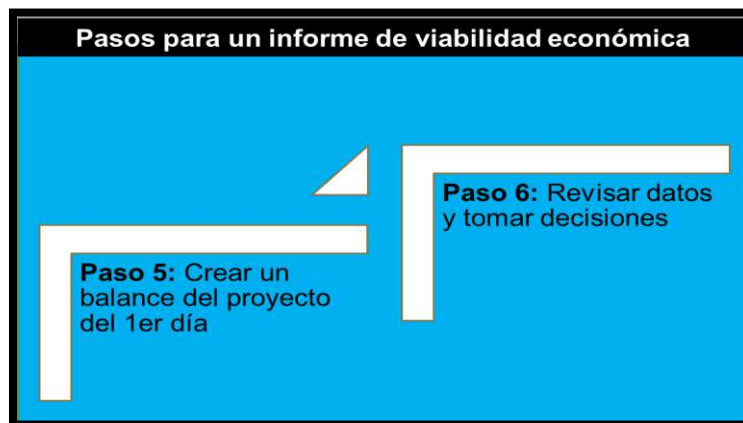 Pasos para un informe de viabilidad económica
Paso 5: Crear un
balance del proyecto
del 1er día
Paso 6: Revisar datos
y tomar decisiones